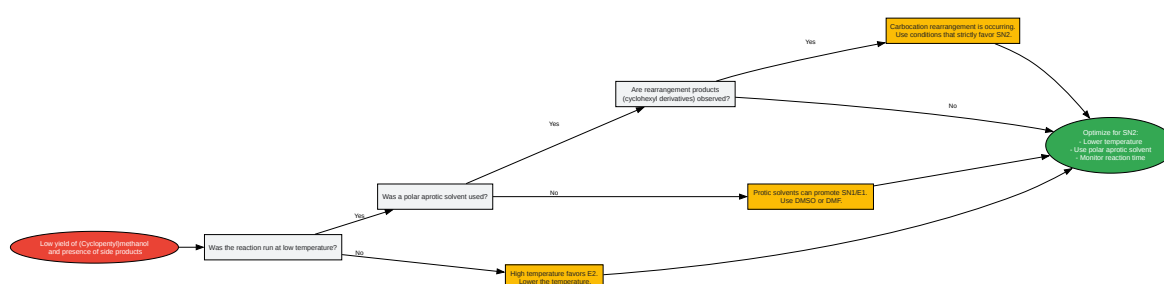 Low yield of (Cyclopentyl)methanol
and presence of side products
Was the reaction run at low temperature?
Yes
No
Was a polar aprotic solvent used?
Yes
No
High temperature favors E2.
Lower the temperature.
Are rearrangement products
(cyclohexyl derivatives) observed?
Yes
No
Protic solvents can promote SN1/E1.
Use DMSO or DMF.
Carbocation rearrangement is occurring.
Use conditions that strictly favor SN2.
Optimize for SN2:
- Lower temperature
- Use polar aprotic solvent
- Monitor reaction time